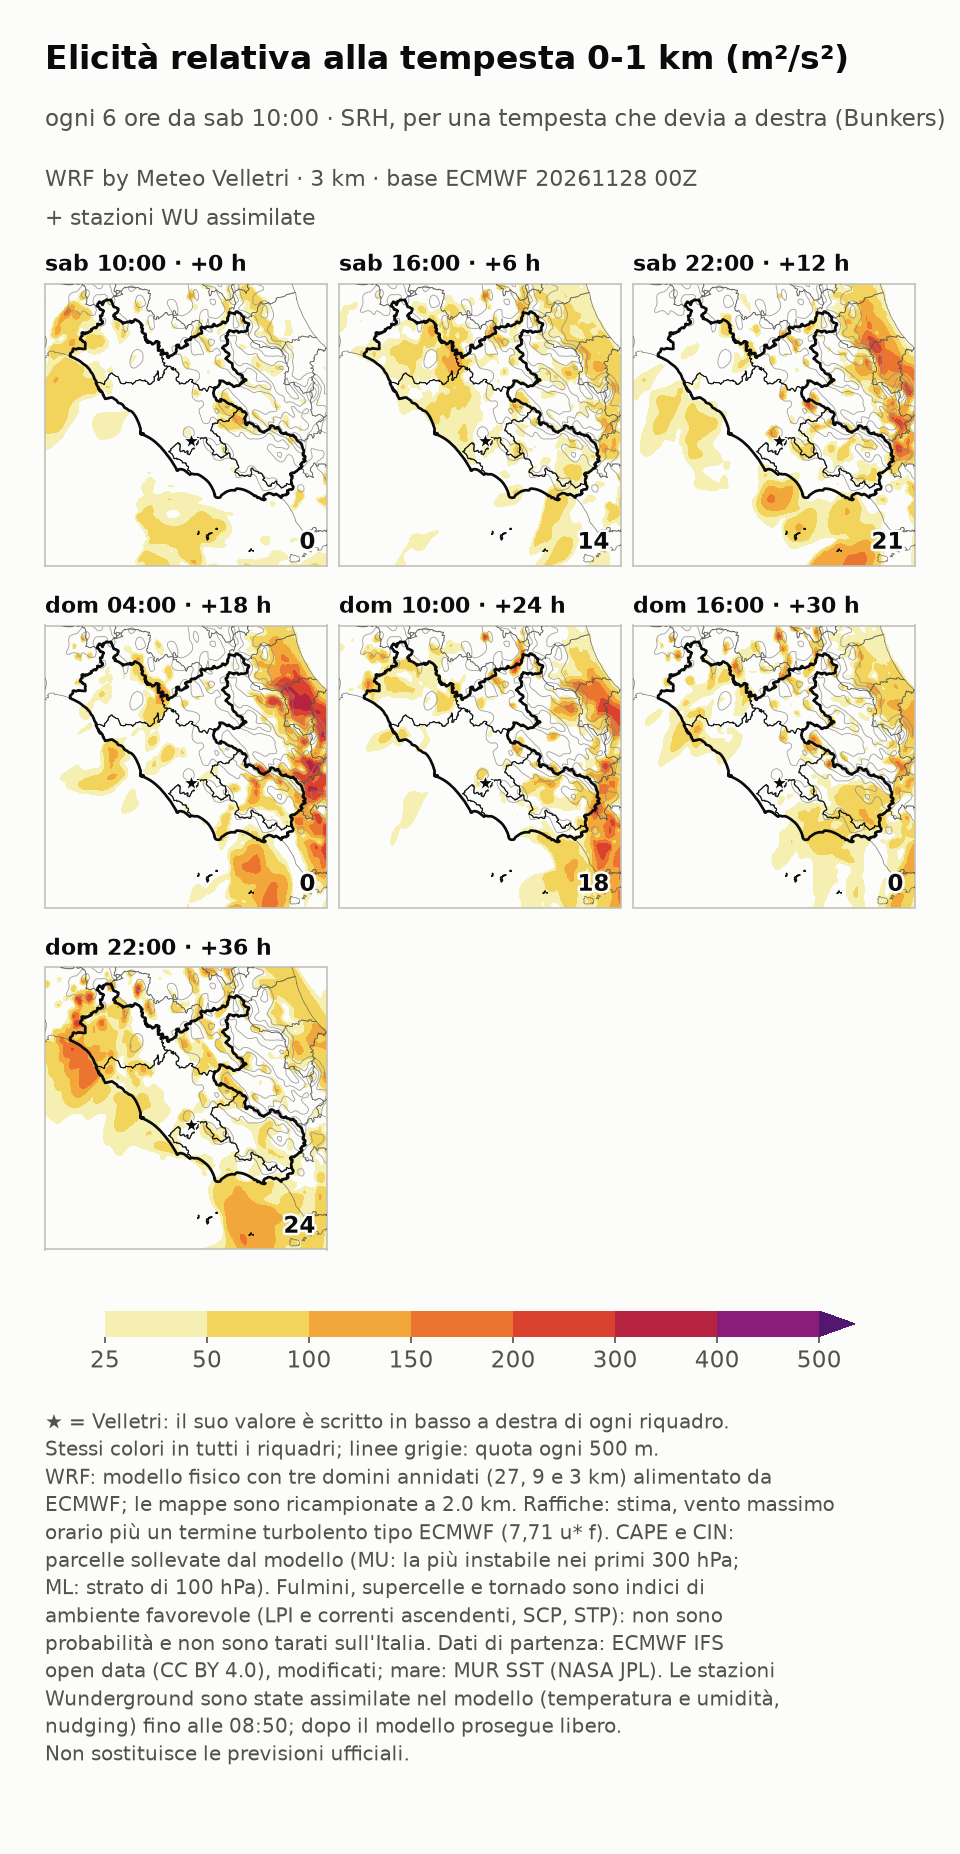 Elicità relativa alla tempesta 0-1 km (m²/s²)
ogni 6 ore da sab 10:00 · SRH, per una tempesta che devia a destra (Bunkers)
WRF by Meteo Velletri · 3 km · base ECMWF 20261128 00Z
+ stazioni WU assimilate
sab 10:00 · +0 h
sab 16:00 · +6 h
sab 22:00 · +12 h
0
14
21
dom 04:00 · +18 h
dom 10:00 · +24 h
dom 16:00 · +30 h
0
18
0
dom 22:00 · +36 h
24
25 50 100 150 200 300 400 500
★ = Velletri: il suo valore è scritto in basso a destra di ogni riquadro.
Stessi colori in tutti i riquadri; linee grigie: quota ogni 500 m.
WRF: modello fisico con tre domini annidati (27, 9 e 3 km) alimentato da
ECMWF; le mappe sono ricampionate a 2.0 km. Raffiche: stima, vento massimo
orario più un termine turbolento tipo ECMWF (7,71 u* f). CAPE e CIN:
parcelle sollevate dal modello (MU: la più instabile nei primi 300 hPa;
ML: strato di 100 hPa). Fulmini, supercelle e tornado sono indici di
ambiente favorevole (LPI e correnti ascendenti, SCP, STP): non sono
probabilità e non sono tarati sull'Italia. Dati di partenza: ECMWF IFS
open data (CC BY 4.0), modificati; mare: MUR SST (NASA JPL). Le stazioni
Wunderground sono state assimilate nel modello (temperatura e umidità,
nudging) fino alle 08:50; dopo il modello prosegue libero.
Non sostituisce le previsioni ufficiali.